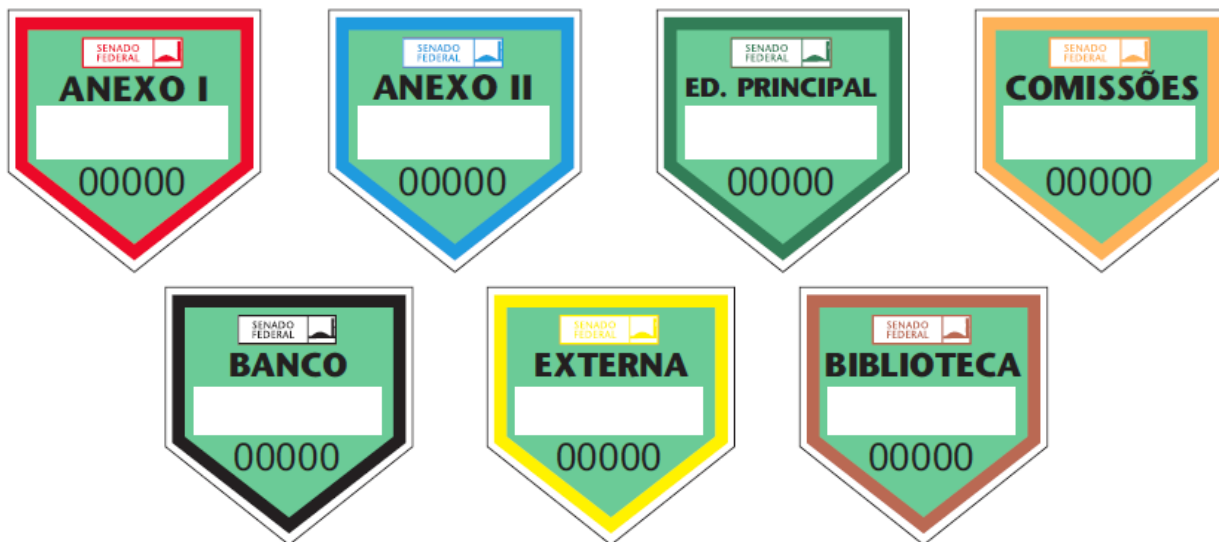 SENADO
FEDERAL
ANEXO I
00000
SENADO
FEDERAL
ANEXO II
00000
SENADO
FEDERAL
ED. PRINCIPAL
00000
SENADO
FEDERAL
COMISSÕES
00000
SENADO
FEDERAL
BANCO
00000
SENADO
FEDERAL
EXTERNA
00000
SENADO
FEDERAL
BIBLIOTECA
00000